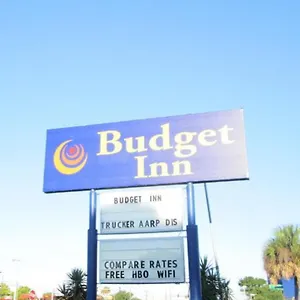 Budget
Inn
BUDGET INN
TRUCKER AARP DIS
COMPARE RATES
FREE HBO WIFI